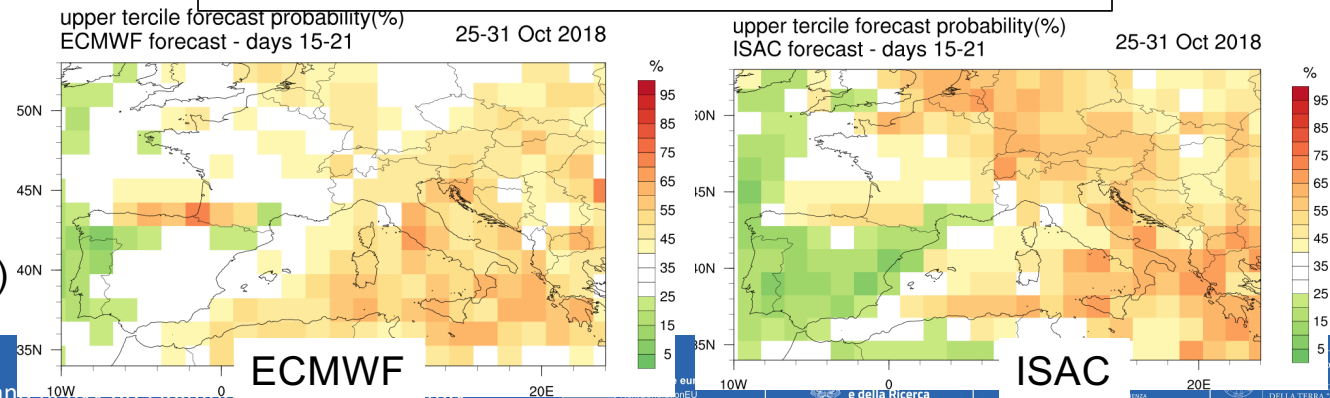 upper tercile forecast probability(%)
ECMWF forecast - days 15-21
25-31 Oct 2018
%
95
85
75
65
55
45
35
25
15
5
50N
45N
40N
35N
10W
0
20E
ECMWF
)
upper tercile forecast probability(%)
ISAC forecast - days 15-21
25-31 Oct 2018
%
95
85
75
65
55
45
35
25
15
5
10W
0
20E
ISAC
e della Ricerca
DELLA TERRA